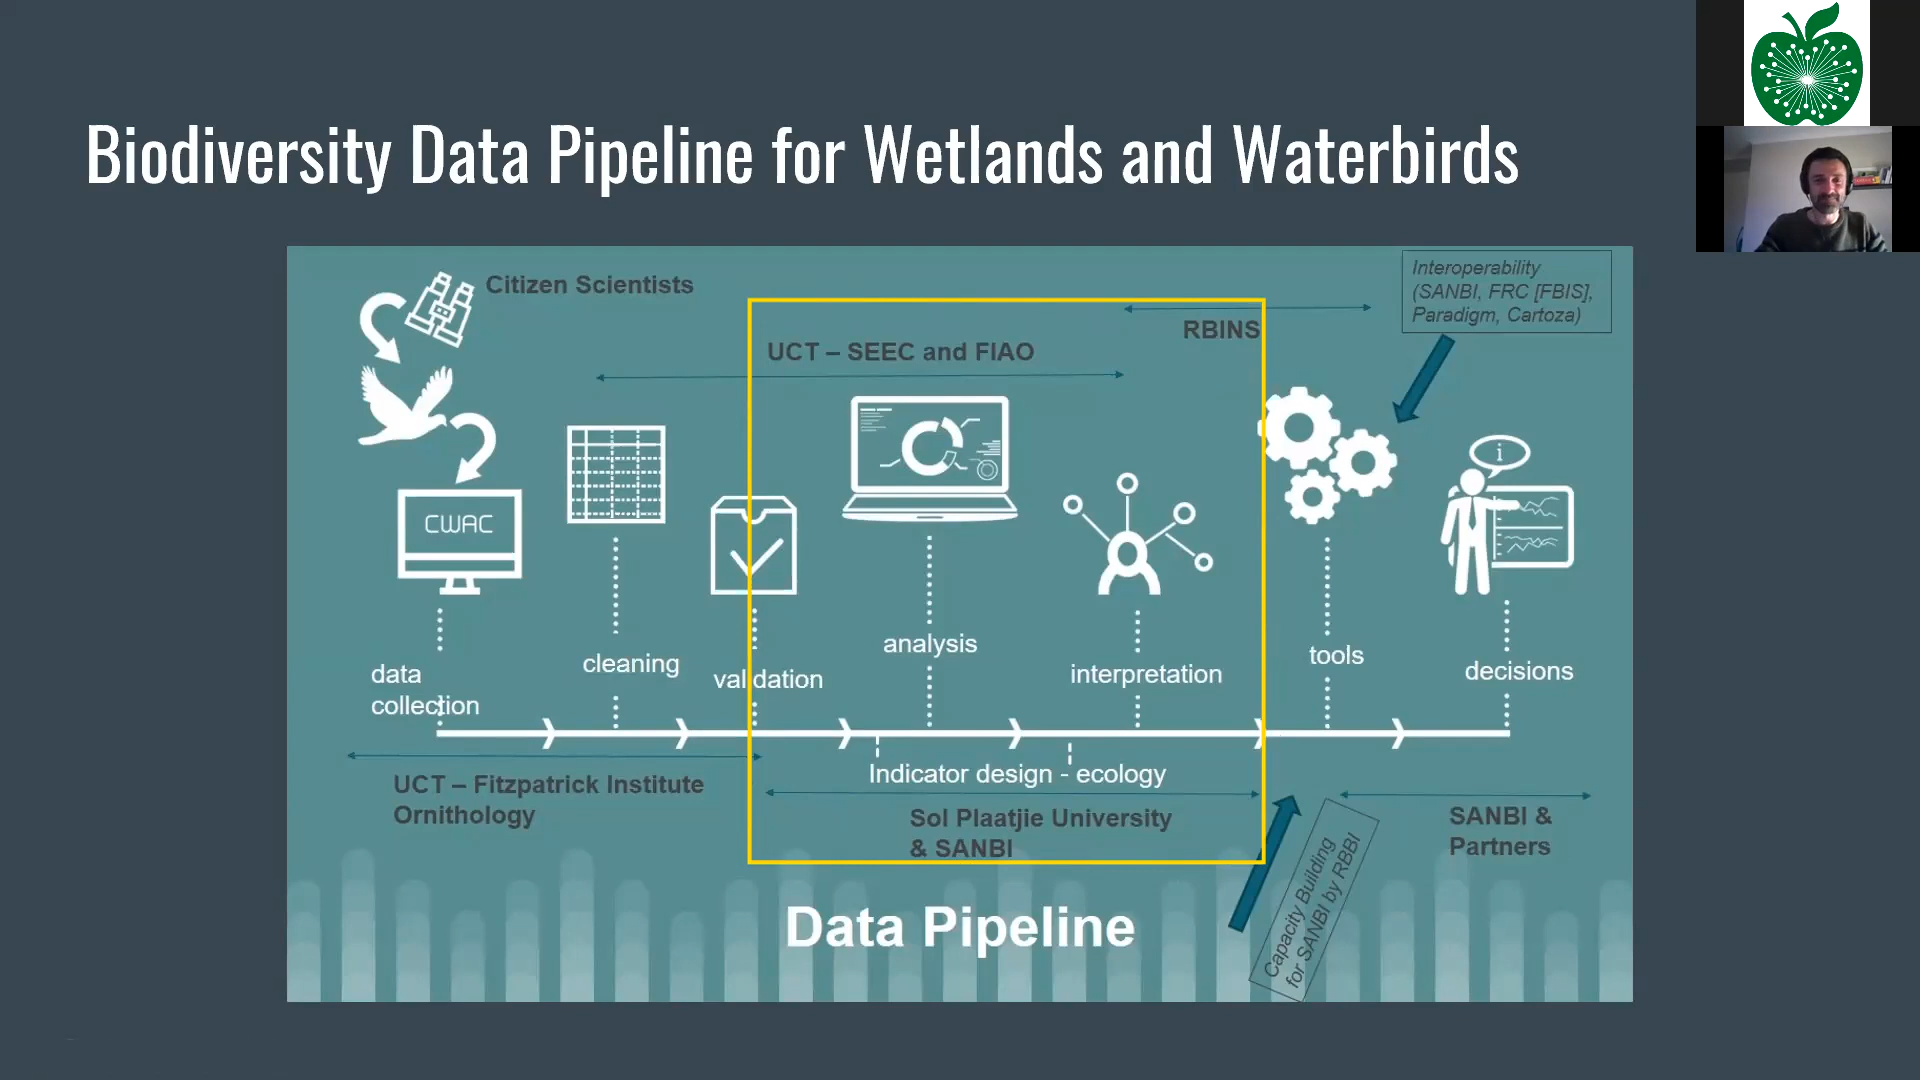 Biodiversity Data Pipeline for Wetlands and Waterbirds
Citizen Scientists
Interoperability
(SANBI, FRC [FBIS],
Paradigm, Cartoza)
RBINS
UCT – SEEC and FIAO
i
CWAC
data
collection
cleaning
validation
analysis
interpretation
tools
decisions
Indicator design - ecology
UCT – Fitzpatrick Institute
Ornithology
Sol Plaatjie University
& SANBI
SANBI &
Partners
Capacity Building
for SANBI by RBBI
Data Pipeline